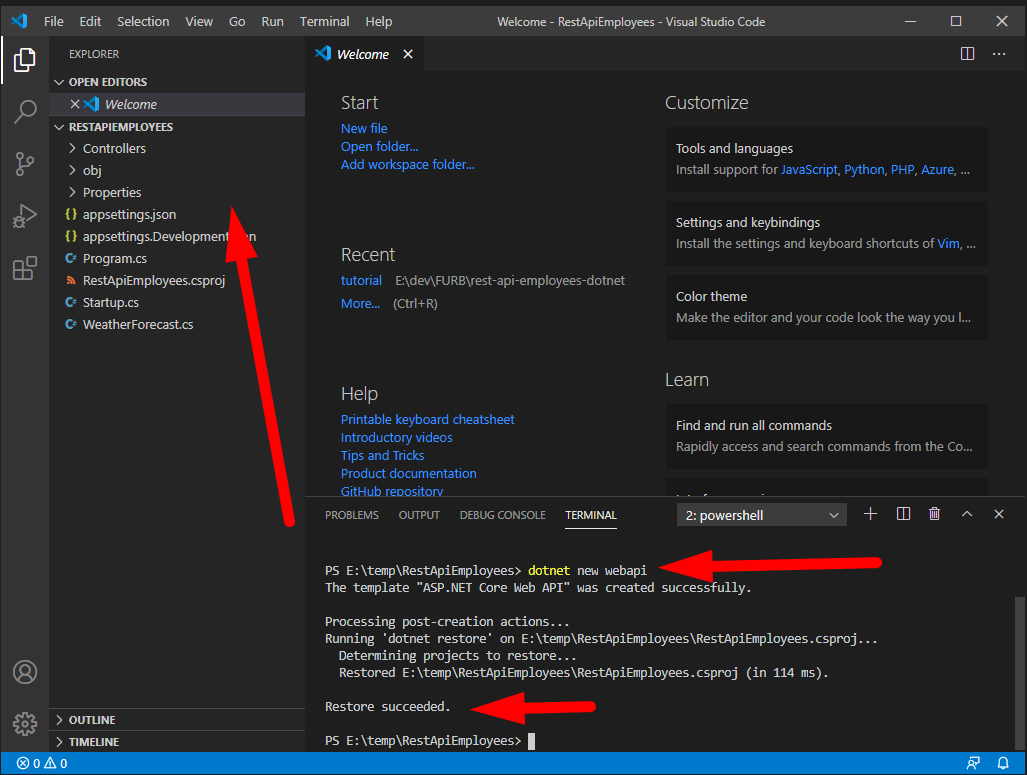 File Edit Selection View Go Run Terminal Help
Welcome - RestApiEmployees - Visual Studio Code
EXPLORER
OPEN EDITORS
Welcome
RESTAPIEMPLOYEES
Controllers
obj
Properties
appsettings.json
appsettings.Development
Program.cs
RestApiEmployees.csproj
Startup.cs
WeatherForecast.cs
OUTLINE
TIMELINE
Welcome
Start
New file
Open folder...
Add workspace folder...
Recent
tutorial E:\dev\FURB\rest-api-employees-dotnet
More... (Ctrl+R)
Help
Printable keyboard cheatsheet
Introductory videos
Tips and Tricks
Product documentation
GitHub repository
Customize
Tools and languages
Install support for JavaScript, Python, PHP, Azure, ...
Settings and keybindings
Install the settings and keyboard shortcuts of Vim, ...
Color theme
Make the editor and your code look the way you l...
Learn
Find and run all commands
Rapidly access and search commands from the Co...
PROBLEMS OUTPUT DEBUG CONSOLE TERMINAL 2: powershell
PS E:\temp\RestApiEmployees> dotnet new webapi
The template "ASP.NET Core Web API" was created successfully.
Processing post-creation actions...
Running 'dotnet restore' on E:\temp\RestApiEmployees\RestApiEmployees.csproj...
Determining projects to restore...
Restored E:\temp\RestApiEmployees\RestApiEmployees.csproj (in 114 ms).
Restore succeeded.
PS E:\temp\RestApiEmployees>
0 0